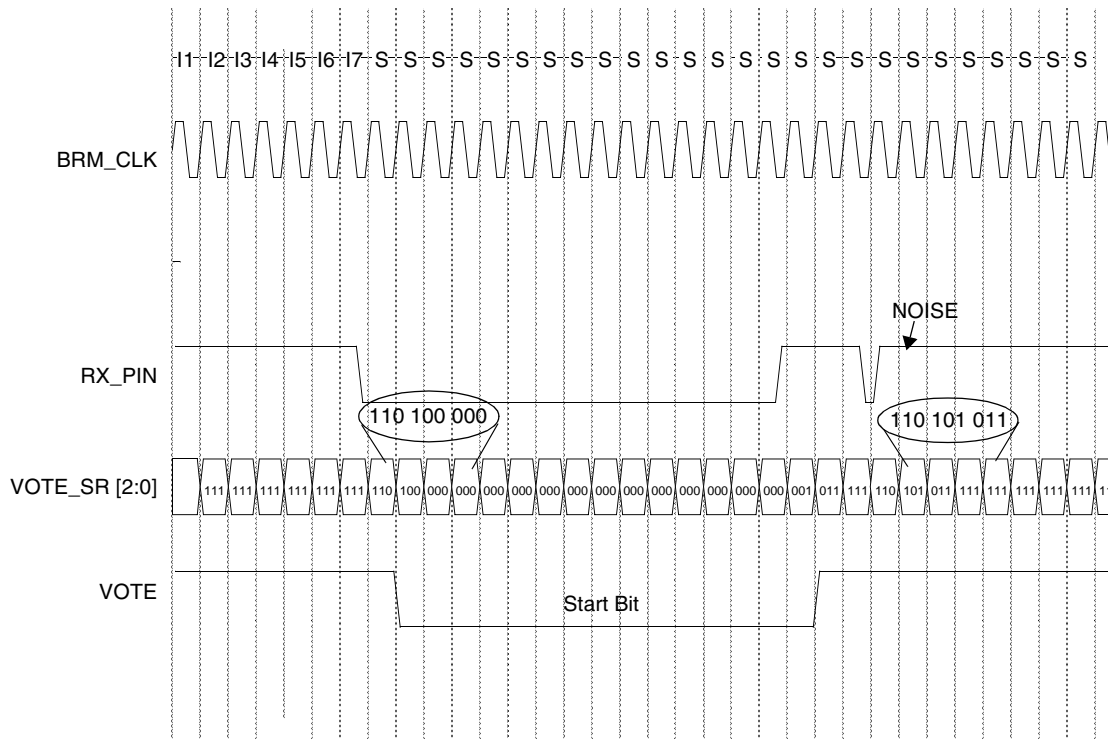 I1 I2 I3 I4 I5 I6 I7 S S S S S S S S S S S S S S S S S S S S S S S S S S
BRM_CLK
NOISE
RX_PIN
110 100 000
110 101 011
VOTE_SR [2:0]
111 111 111 111 111 111 110 100 000 000 000 000 000 000 000 000 000 000 000 000 000 001 011 111 110 101 011 111 111 111 111 111
VOTE
Start Bit